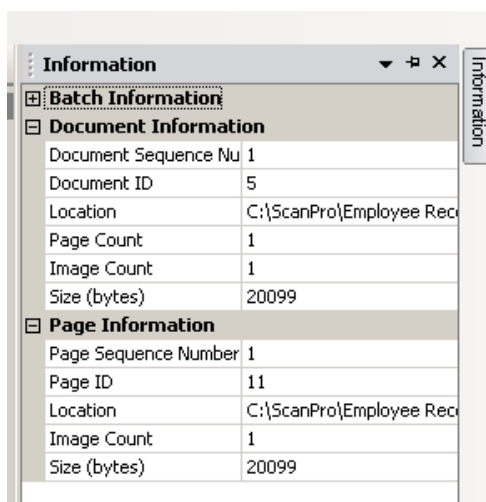 Information
Information
Batch Information
Document Information
Document Sequence Nu 1
Document ID 5
Location C:\ScanPro\Employee Reco
Page Count 1
Image Count 1
Size (bytes) 20099
Page Information
Page Sequence Number 1
Page ID 11
Location C:\ScanPro\Employee Reco
Image Count 1
Size (bytes) 20099